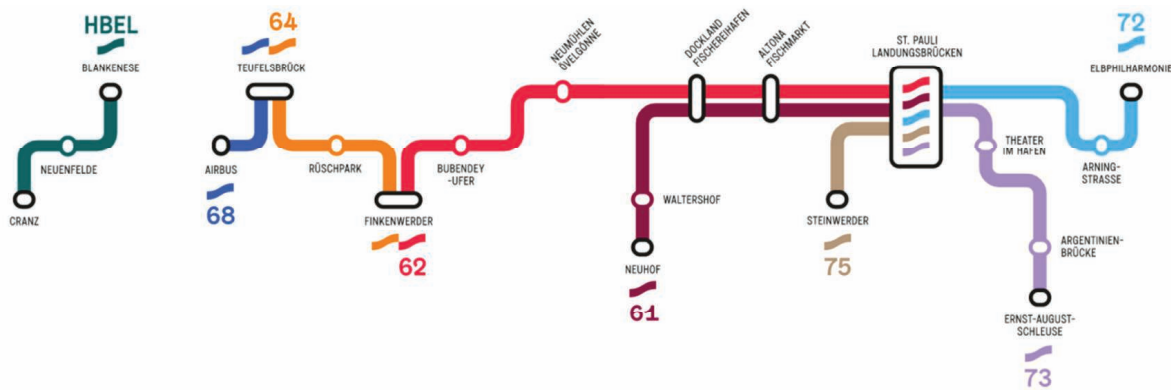 HBEL
BLANKENESE
NEUENFELDE
CRANZ
64
TEUFELSBRÜCK
AIRBUS
68
RÜSCHPARK
FINKENWERDER
62
BUBENDEY
-UFER
NEUMÜHLEN
ÖVELGÖNNE
DOCKLAND
FISCHEREIHAFEN
ALTONA
FISCHMARKT
WALTERSHOF
NEUHOF
61
ST. PAULI
LANDUNGSBRÜCKEN
STEINWERDER
75
72
ELBPHILHARMONIE
ARNING-
STRASSE
THEATER
IM HAFEN
ARGENTINIEN-
BRÜCKE
ERNST-AUGUST-
SCHLEUSE
73